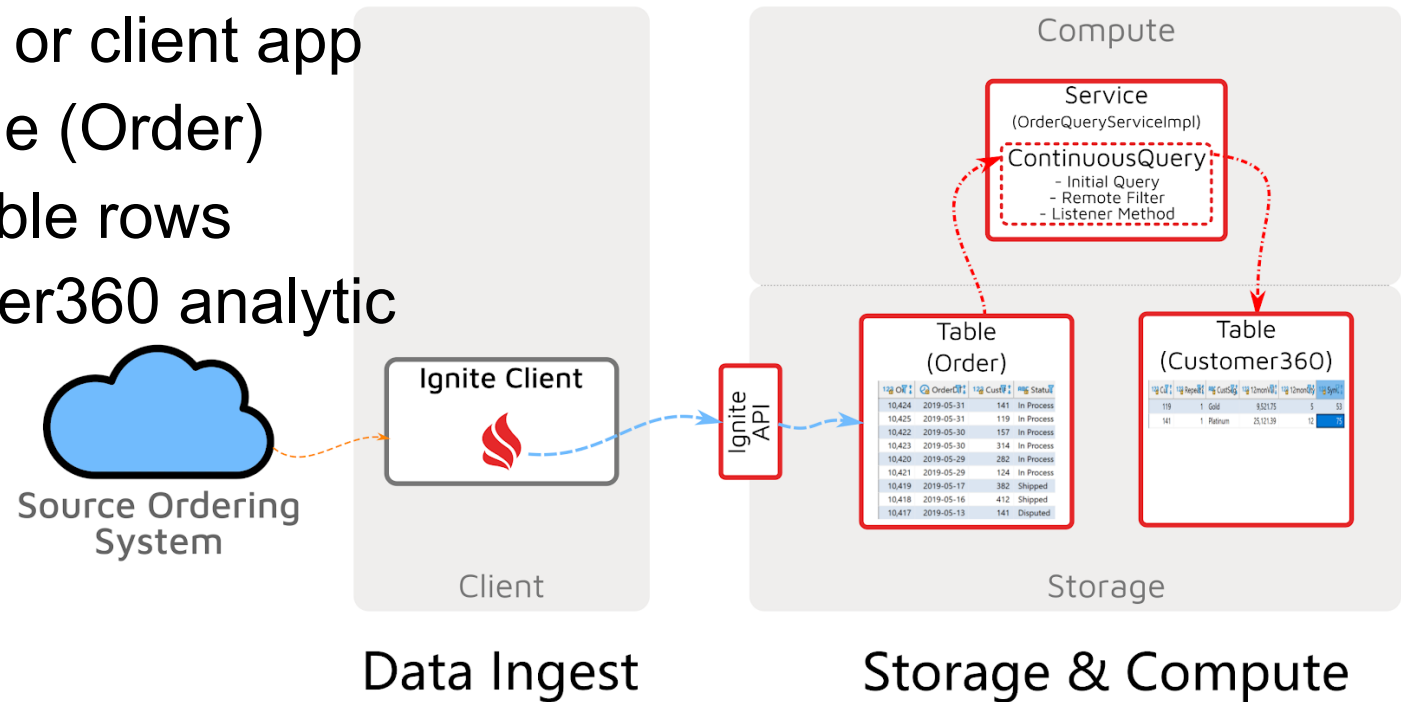 or client app
e (Order)
ble rows
er360 analytic
Source Ordering
System
Ignite Client
Client
Data Ingest
Ignite
API
Compute
Service
(OrderQueryServiceImpl)
ContinuousQuery
- Initial Query
- Remote Filter
- Listener Method
Table
(Order)
OrderD Cust Statu
10,424 2019-05-31 141 In Process
10,425 2019-05-31 119 In Process
10,422 2019-05-30 157 In Process
10,423 2019-05-30 314 In Process
10,420 2019-05-29 282 In Process
10,421 2019-05-29 124 In Process
10,419 2019-05-17 382 Shipped
10,418 2019-05-16 412 Shipped
10,417 2019-05-13 141 Disputed
Table
(Customer360)
119 1 Gold 9,521.75 5 53
141 1 Platinum 25,121.39 12 75
Storage
Storage & Compute